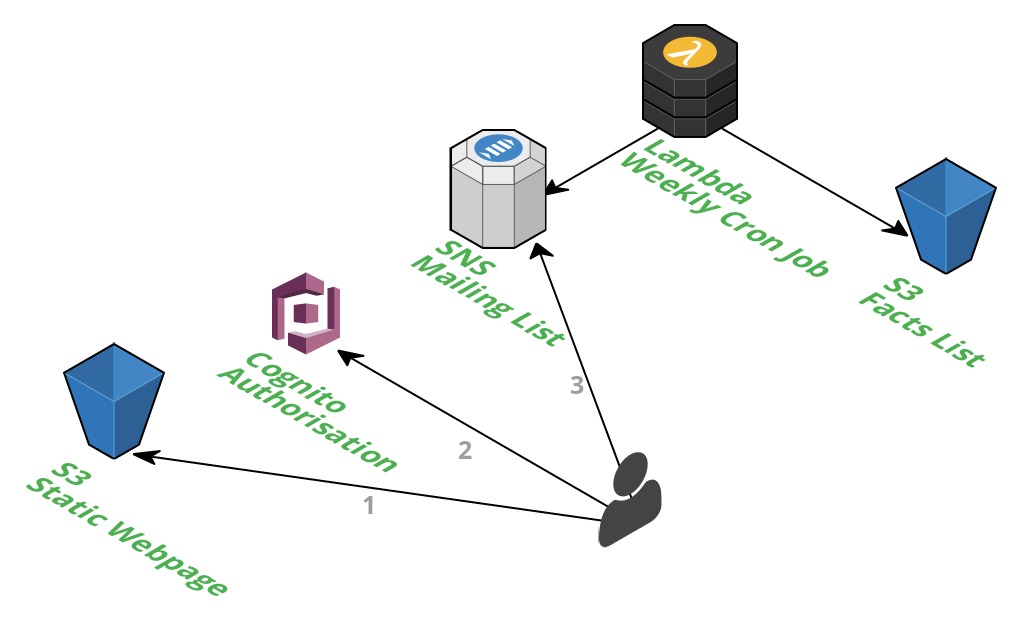 Lambda
Weekly Cron Job
SNS
Mailing List
S3
Facts List
Cognito
Authorisation
3
2
S3
Static Webpage
1